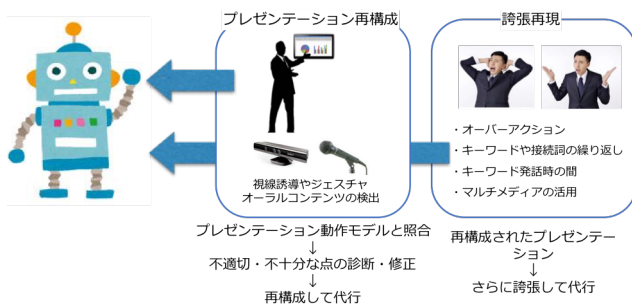 プレゼンテーション再構成
視線誘導やジェスチャ
オーラルコンテンツの検出
プレゼンテーション動作モデルと照合
↓
不適切・不十分な点の診断・修正
↓
再構成して代行
誇張再現
・オーバーアクション
・キーワードや接続詞の繰り返し
・キーワード発話時の間
・マルチメディアの活用
再構成されたプレゼンテー
ション
↓
さらに誇張して代行